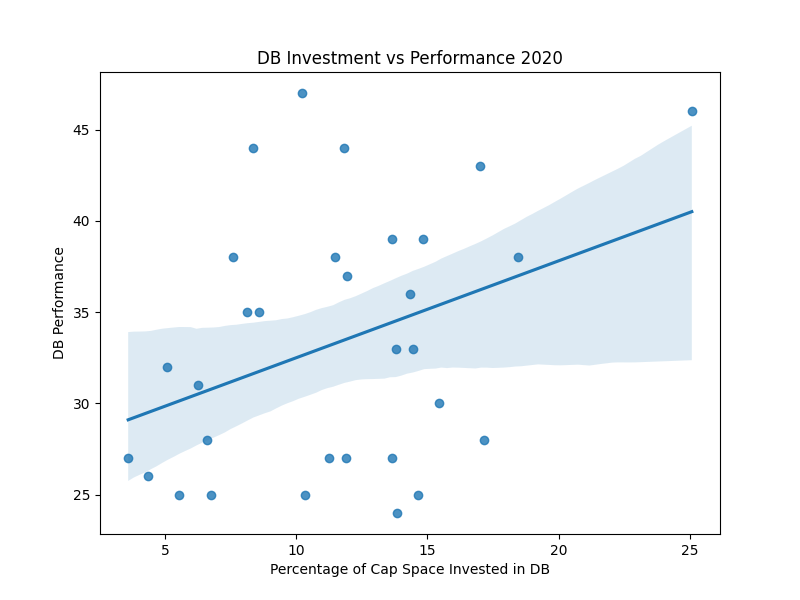 DB Investment vs Performance 2020
45
40
35
30
25
DB Performance
5 10 15 20 25
Percentage of Cap Space Invested in DB